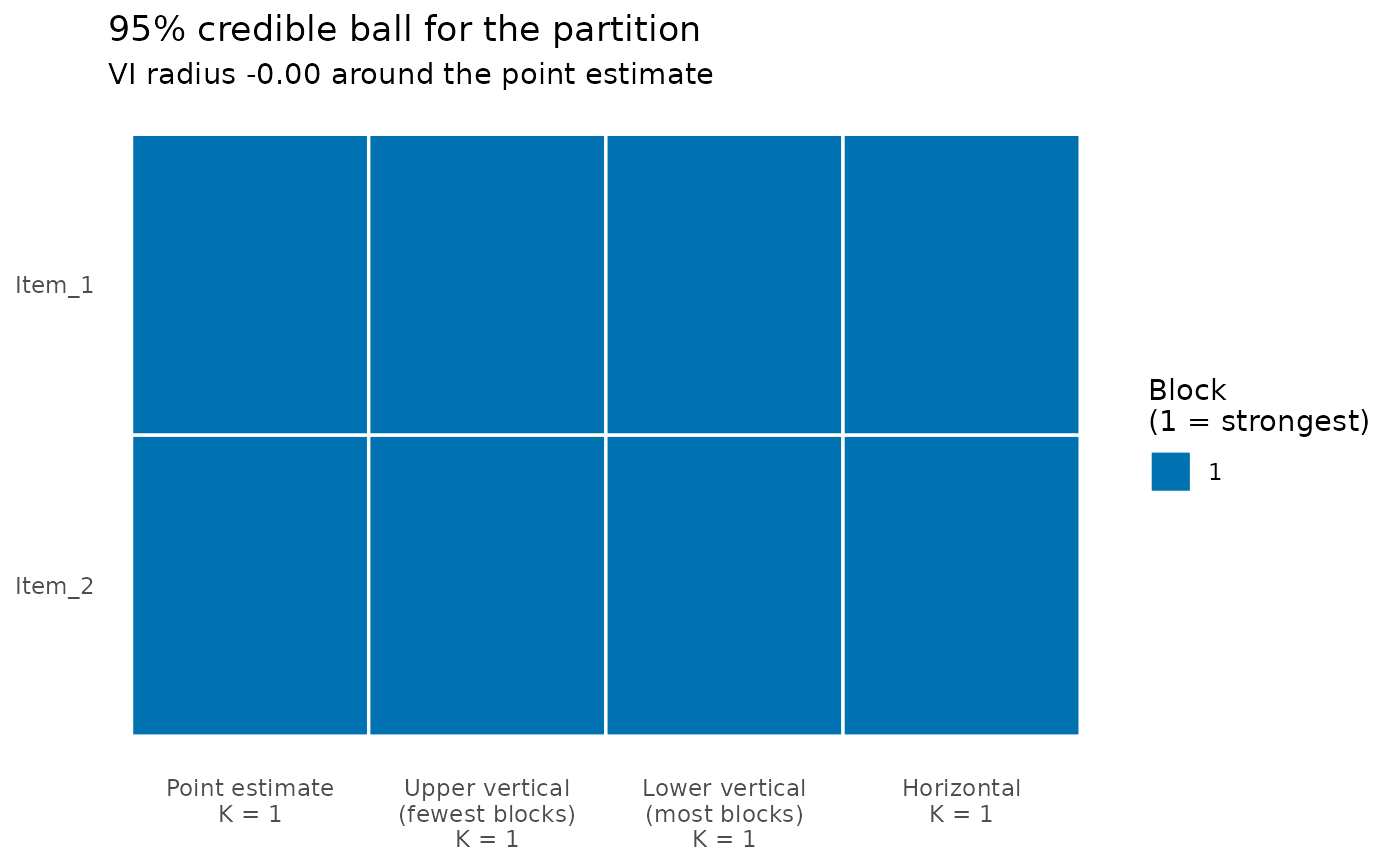 95% credible ball for the partition
VI radius -0.00 around the point estimate
Item_1
Item_2
Block
(1 = strongest)
1
Point estimate
K = 1
Upper vertical
(fewest blocks)
K = 1
Lower vertical
(most blocks)
K = 1
Horizontal
K = 1